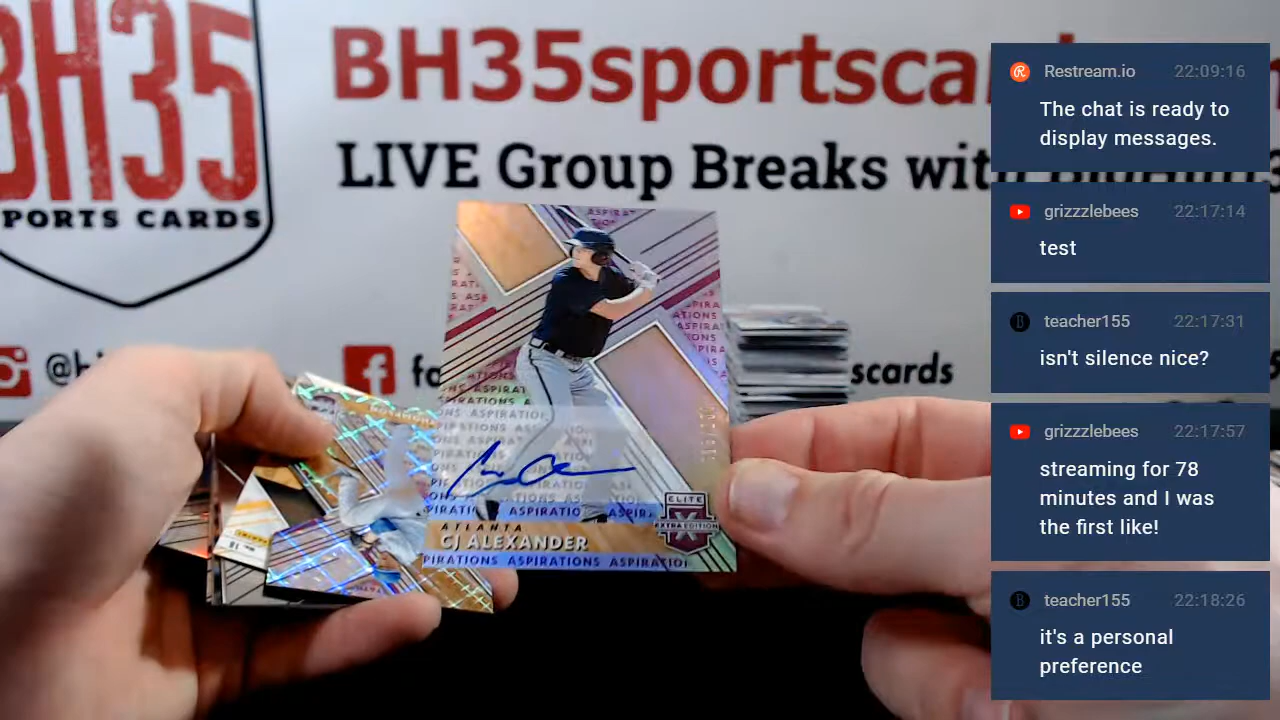 BH35
PORTS CARDS
BH35sportsca
LIVE Group Breaks wit
@b
f
fo
scards
ASPIRATIONS
ELITE
X
EXTRA EDITION
ATLANTA
CJ ALEXANDER
PIRATIONS ASPIRATIONS ASPIRATIO
Restream.io 22:09:16
The chat is ready to
display messages.
grizzzlebees 22:17:14
test
teacher155 22:17:31
isn't silence nice?
grizzzlebees 22:17:57
streaming for 78
minutes and I was
the first like!
teacher155 22:18:26
it's a personal
preference